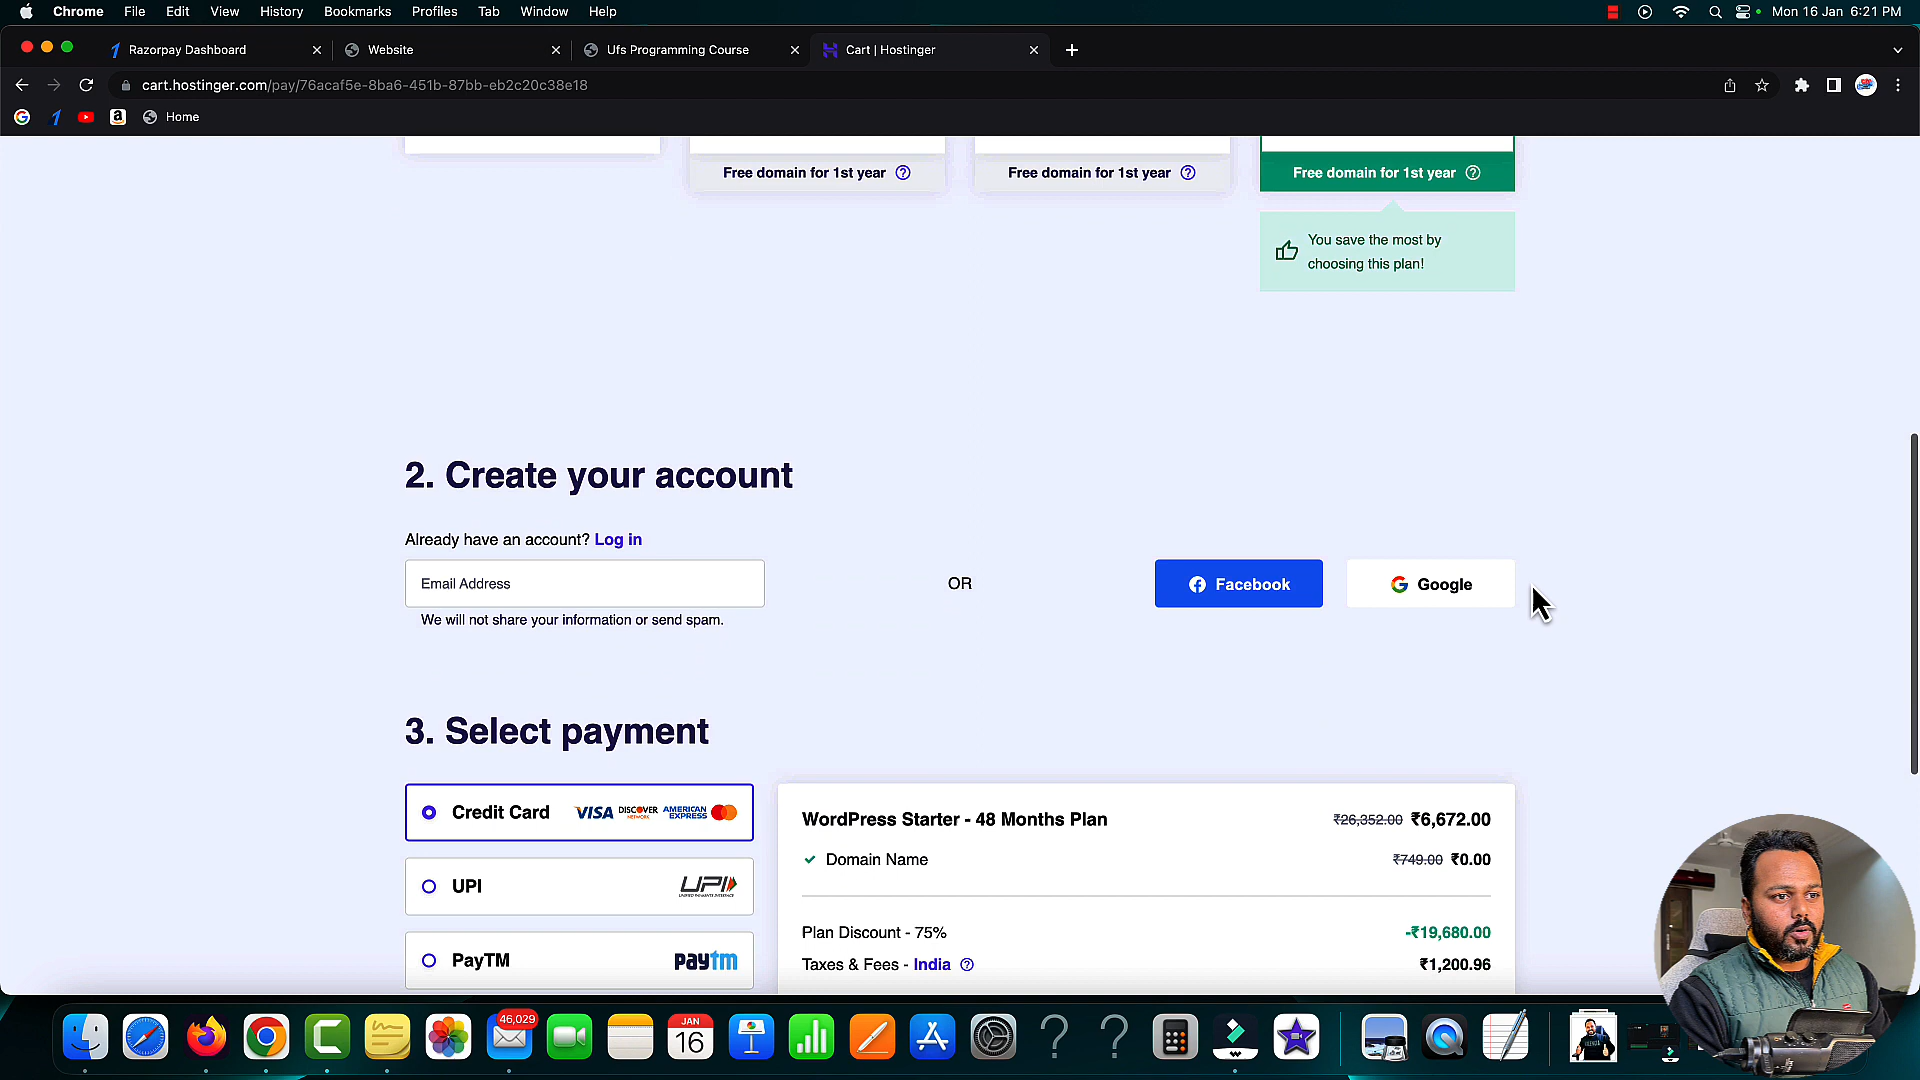 Chrome File Edit View History Bookmarks Profiles Tab Window Help Mon 16 Jan 6:21 PM
Razorpay Dashboard Website Ufs Programming Course Cart | Hostinger
cart.hostinger.com/pay/76acaf5e-8ba6-451b-87bb-eb2c20c38e18
Home
Free domain for 1st year Free domain for 1st year Free domain for 1st year
You save the most by
choosing this plan!
2. Create your account
Already have an account? Log in
Email Address OR Facebook Google
We will not share your information or send spam.
3. Select payment
Credit Card VISA DISCOVER NETWORK AMERICAN EXPRESS
WordPress Starter - 48 Months Plan ₹26,352.00 ₹6,672.00
Domain Name ₹749.00 ₹0.00
UPI UPI UNIFIED PAYMENTS INTERFACE
Plan Discount - 75% -₹19,680.00
PayTM paytm
Taxes & Fees - India ₹1,200.96
46,029
JAN
16